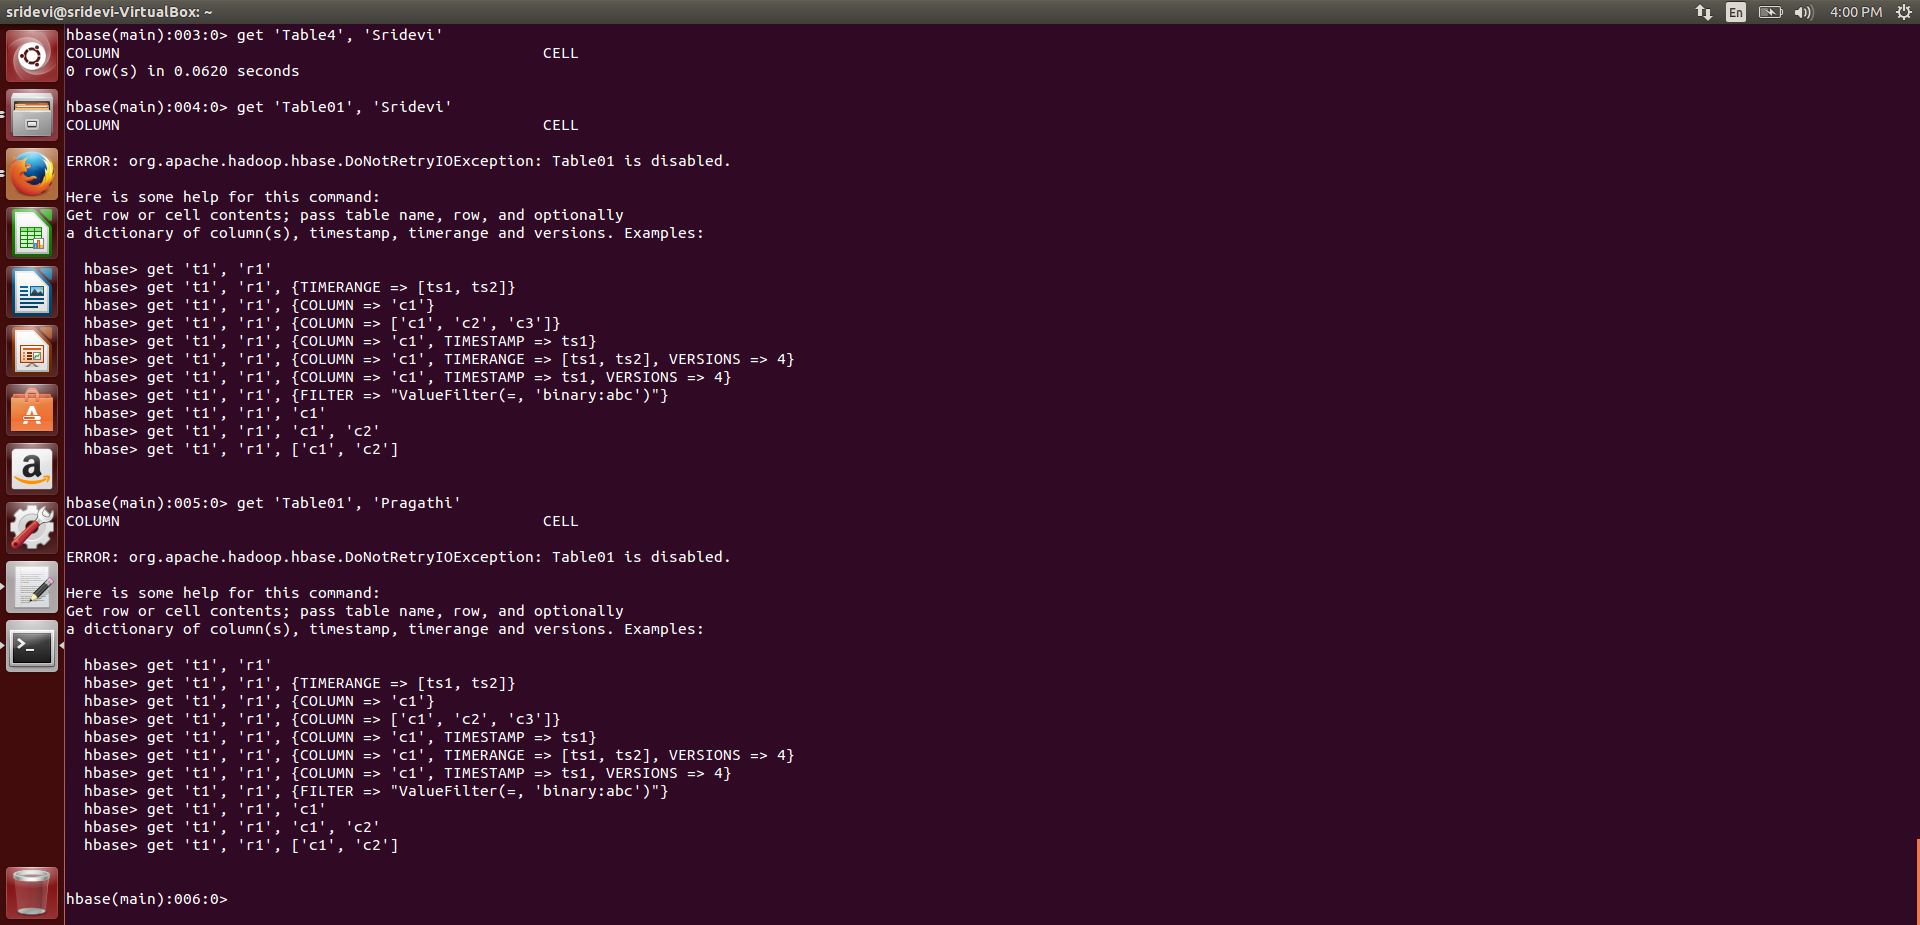 sridevi@sridevi-VirtualBox: ~
En
4:00 PM
hbase(main):003:0> get 'Table4', 'Sridevi'
COLUMN CELL
0 row(s) in 0.0620 seconds
hbase(main):004:0> get 'Table01', 'Sridevi'
COLUMN CELL
ERROR: org.apache.hadoop.hbase.DoNotRetryIOException: Table01 is disabled.
Here is some help for this command:
Get row or cell contents; pass table name, row, and optionally
a dictionary of column(s), timestamp, timerange and versions. Examples:
hbase> get 't1', 'r1'
hbase> get 't1', 'r1', {TIMERANGE => [ts1, ts2]}
hbase> get 't1', 'r1', {COLUMN => 'c1'}
hbase> get 't1', 'r1', {COLUMN => ['c1', 'c2', 'c3']}
hbase> get 't1', 'r1', {COLUMN => 'c1', TIMESTAMP => ts1}
hbase> get 't1', 'r1', {COLUMN => 'c1', TIMERANGE => [ts1, ts2], VERSIONS => 4}
hbase> get 't1', 'r1', {COLUMN => 'c1', TIMESTAMP => ts1, VERSIONS => 4}
hbase> get 't1', 'r1', {FILTER => "ValueFilter(=, 'binary:abc')"}
hbase> get 't1', 'r1', 'c1'
hbase> get 't1', 'r1', 'c1', 'c2'
hbase> get 't1', 'r1', ['c1', 'c2']
hbase(main):005:0> get 'Table01', 'Pragathi'
COLUMN CELL
ERROR: org.apache.hadoop.hbase.DoNotRetryIOException: Table01 is disabled.
Here is some help for this command:
Get row or cell contents; pass table name, row, and optionally
a dictionary of column(s), timestamp, timerange and versions. Examples:
hbase> get 't1', 'r1'
hbase> get 't1', 'r1', {TIMERANGE => [ts1, ts2]}
hbase> get 't1', 'r1', {COLUMN => 'c1'}
hbase> get 't1', 'r1', {COLUMN => ['c1', 'c2', 'c3']}
hbase> get 't1', 'r1', {COLUMN => 'c1', TIMESTAMP => ts1}
hbase> get 't1', 'r1', {COLUMN => 'c1', TIMERANGE => [ts1, ts2], VERSIONS => 4}
hbase> get 't1', 'r1', {COLUMN => 'c1', TIMESTAMP => ts1, VERSIONS => 4}
hbase> get 't1', 'r1', {FILTER => "ValueFilter(=, 'binary:abc')"}
hbase> get 't1', 'r1', 'c1'
hbase> get 't1', 'r1', 'c1', 'c2'
hbase> get 't1', 'r1', ['c1', 'c2']
hbase(main):006:0>